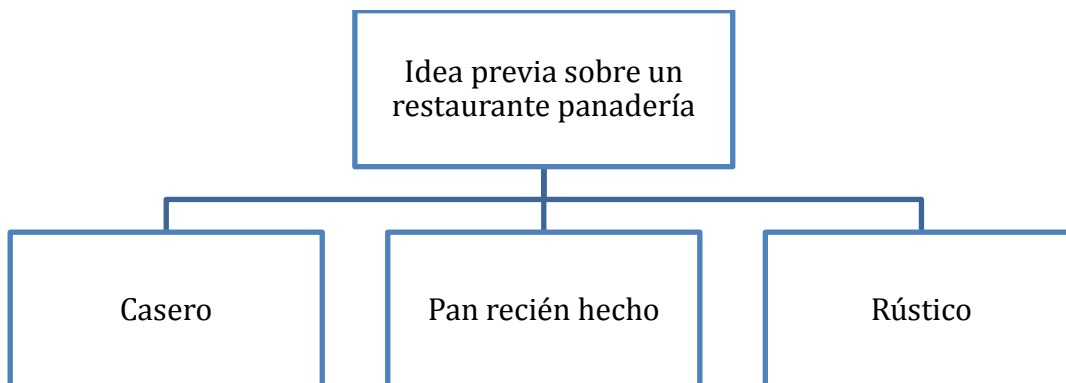 Idea previa sobre un
restaurante panadería
Casero
Pan recién hecho
Rústico